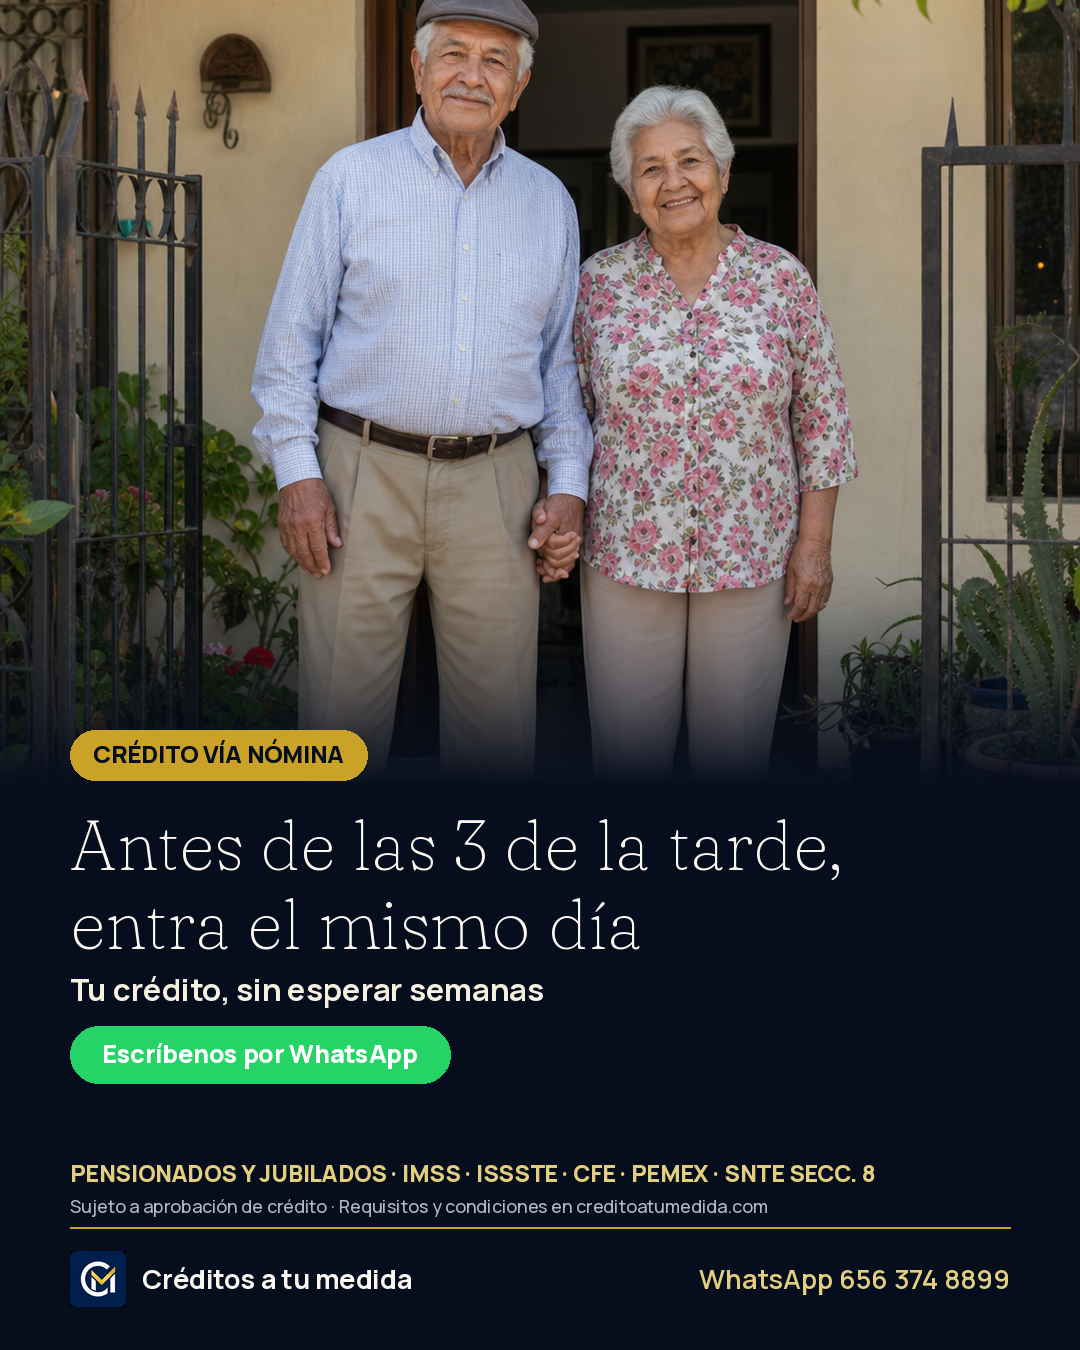 CRÉDITO VÍA NÓMINA
Antes de las 3 de la tarde,
entra el mismo día
Tu crédito, sin esperar semanas
Escríbenos por WhatsApp
PENSIONADOS Y JUBILADOS · IMSS · ISSSTE · CFE · PEMEX · SNTE SECC. 8
Sujeto a aprobación de crédito · Requisitos y condiciones en creditoatumedida.com
Créditos a tu medida
WhatsApp 656 374 8899